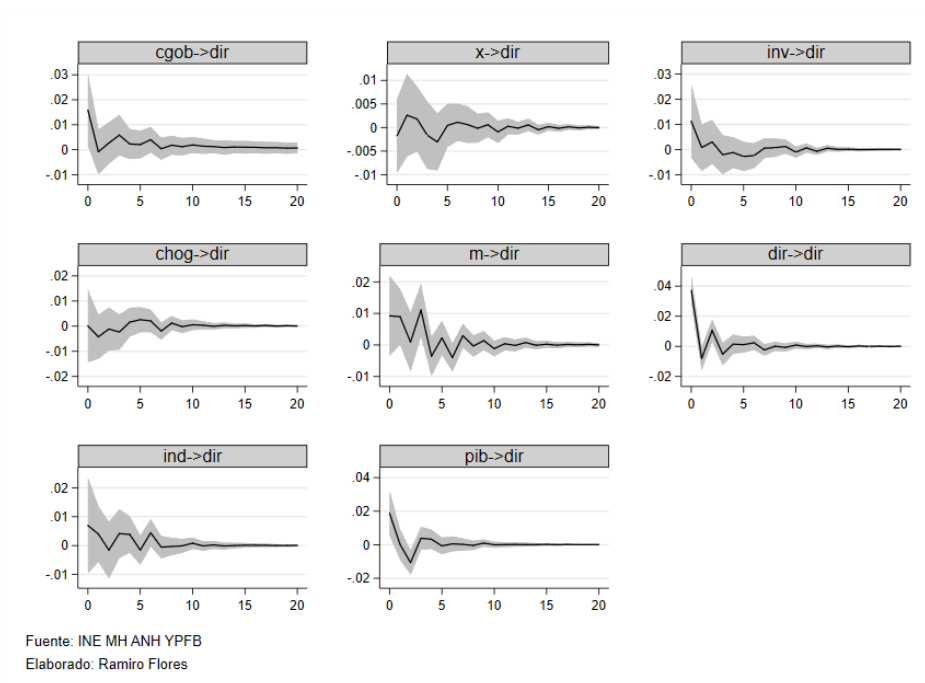 cgob->dir
x->dir
inv->dir
.03
.02
.01
0
-.01
0 5 10 15 20
.01
.005
0
-.005
-.01
0 5 10 15 20
.03
.02
.01
0
-.01
0 5 10 15 20
chog->dir
m->dir
dir->dir
.02
.01
0
-.01
-.02
0 5 10 15 20
.02
.01
0
-.01
0 5 10 15 20
.04
.02
0
-.02
0 5 10 15 20
ind->dir
pib->dir
.02
.01
0
-.01
0 5 10 15 20
.04
.02
0
-.02
0 5 10 15 20
Fuente: INE MH ANH YPFB
Elaborado: Ramiro Flores